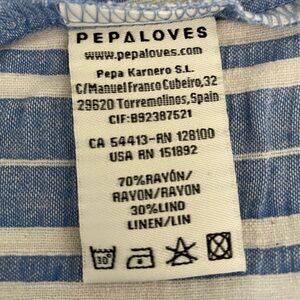 PEPALOVES
www.pepaloves.com
Pepa Karnero S.L.
C/Manuel Franco Cubeiro,32
29620 Torremolinos,Spain
CIF:B92387521
CA 54413-RN 128100
USA RN 151892
70%RAYÓN/
RAYON/RAYON
30%LINO
LINEN/LIN
30°